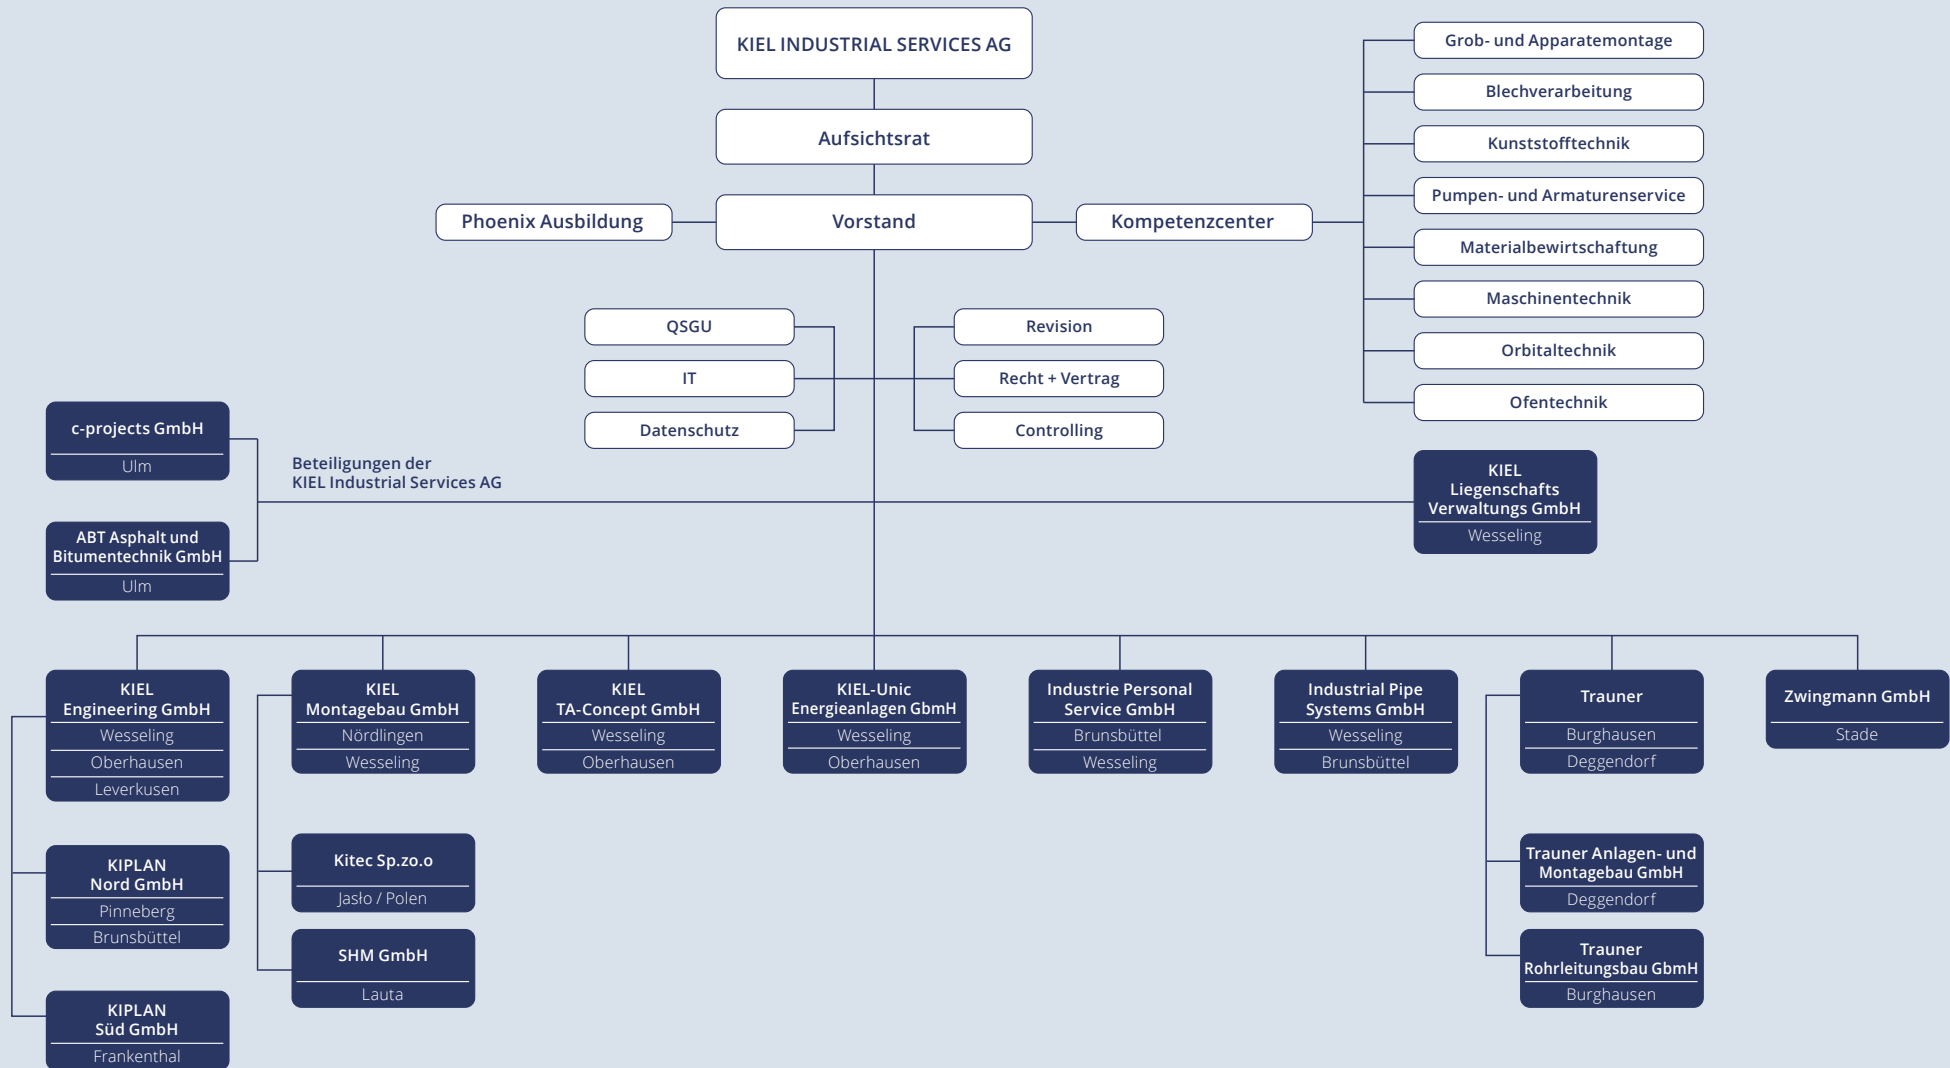 KIEL INDUSTRIAL SERVICES AG
Aufsichtsrat
Phoenix Ausbildung
Vorstand
Kompetenzcenter
Grob- und Apparatemontage
Blechverarbeitung
Kunststofftechnik
Pumpen- und Armaturenservice
Materialbewirtschaftung
Maschinentechnik
Orbitaltechnik
Ofentechnik
QSGU
IT
Datenschutz
Revision
Recht + Vertrag
Controlling
c-projects GmbH
Ulm
ABT Asphalt und
Bitumentechnik GmbH
Ulm
Beteiligungen der
KIEL Industrial Services AG
KIEL
Liegenschafts
Verwaltungs GmbH
Wesseling
KIEL
Engineering GmbH
Wesseling
Oberhausen
Leverkusen
KIPLAN
Nord GmbH
Pinneberg
Brunsbüttel
KIPLAN
Süd GmbH
Frankenthal
KIEL
Montagebau GmbH
Nördlingen
Wesseling
Kitec Sp.zo.o
Jasło / Polen
SHM GmbH
Lauta
KIEL
TA-Concept GmbH
Wesseling
Oberhausen
KIEL-Unic
Energieanlagen GbmH
Wesseling
Oberhausen
Industrie Personal
Service GmbH
Brunsbüttel
Wesseling
Industrial Pipe
Systems GmbH
Wesseling
Brunsbüttel
Trauner
Burghausen
Deggendorf
Trauner Anlagen- und
Montagebau GmbH
Deggendorf
Trauner
Rohrleitungsbau GbmH
Burghausen
Zwingmann GmbH
Stade